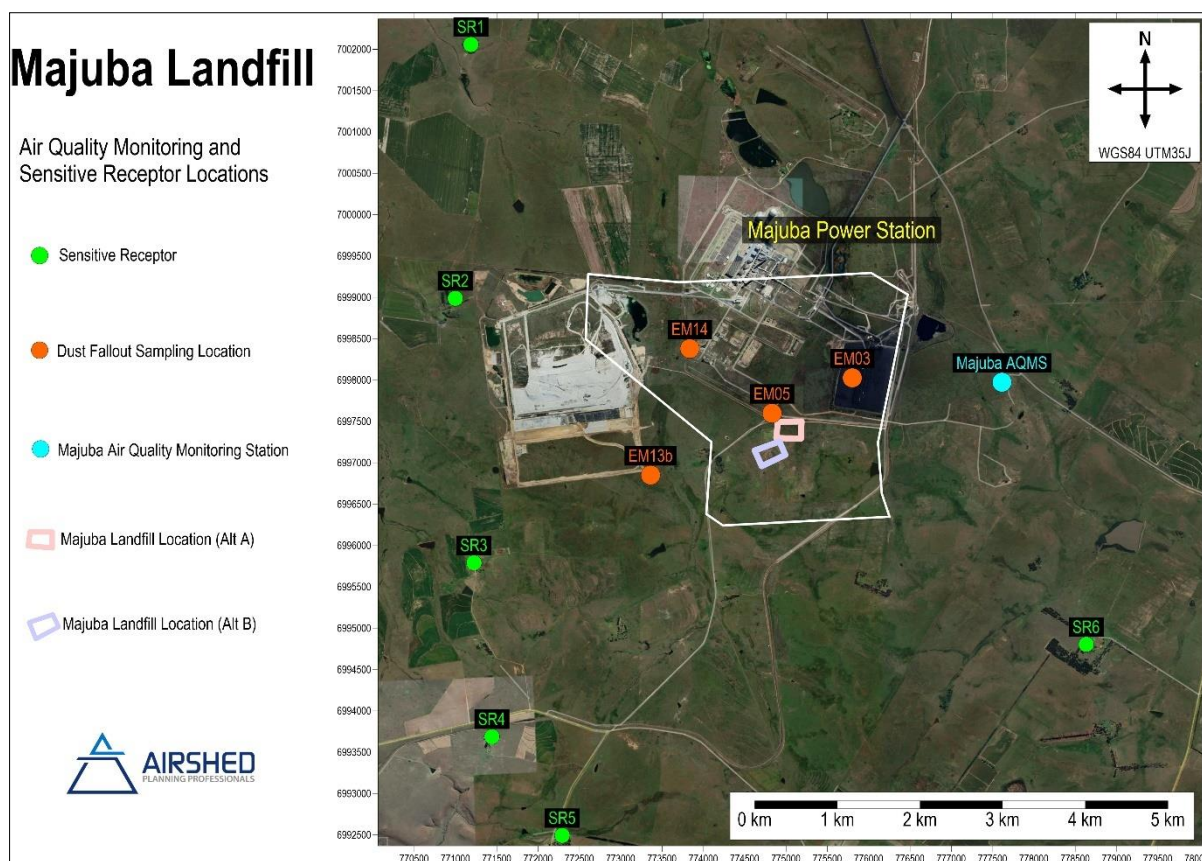 Majuba Landfill
Air Quality Monitoring and
Sensitive Receptor Locations
Sensitive Receptor
Dust Fallout Sampling Location
Majuba Air Quality Monitoring Station
Majuba Landfill Location (Alt A)
Majuba Landfill Location (Alt B)
AIRSHED
PLANNING PROFESSIONALS
N
WGS84 UTM35J
SR1
Majuba Power Station
SR2
EM14
EM03
Majuba AQMS
EM05
EM13b
SR3
SR6
SR4
SR5
0 km 1 km 2 km 3 km 4 km 5 km
7002000
7001500
7001000
7000500
7000000
6999500
6999000
6998500
6998000
6997500
6997000
6996500
6996000
6995500
6995000
6994500
6994000
6993500
6993000
6992500
770500 771000 771500 772000 772500 773000 773500 774000 774500 775000 775500 776000 776500 777000 777500 778000